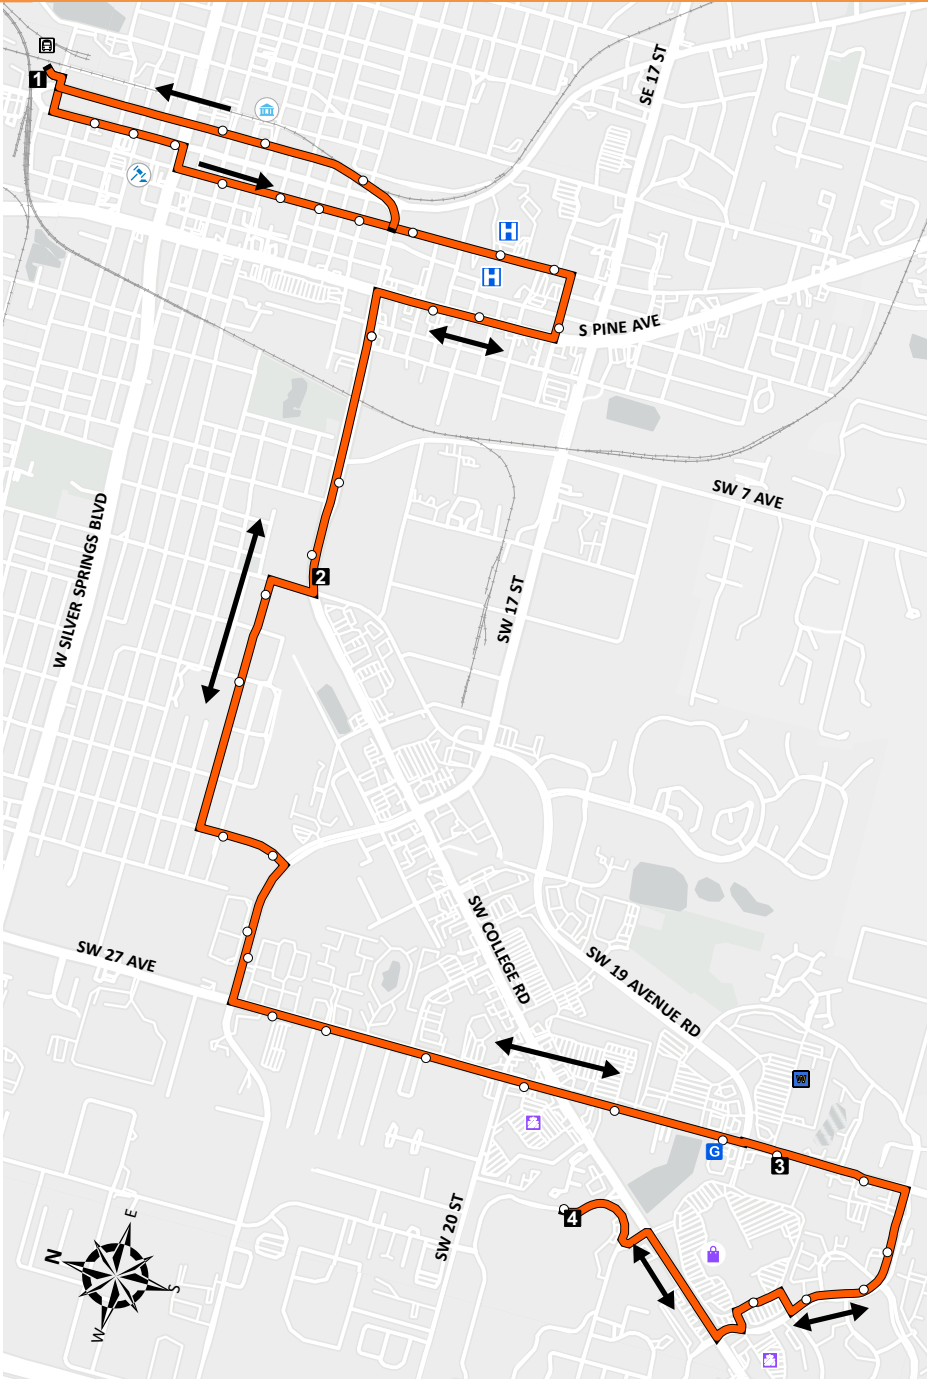 1
SE 17 ST
H
H
S PINE AVE
SW 7 AVE
W SILVER SPRINGS BLVD
2
SW 17 ST
SW COLLEGE RD
SW 27 AVE
SW 19 AVENUE RD
W
G
3
4
SW 20 ST
E
N
S
W